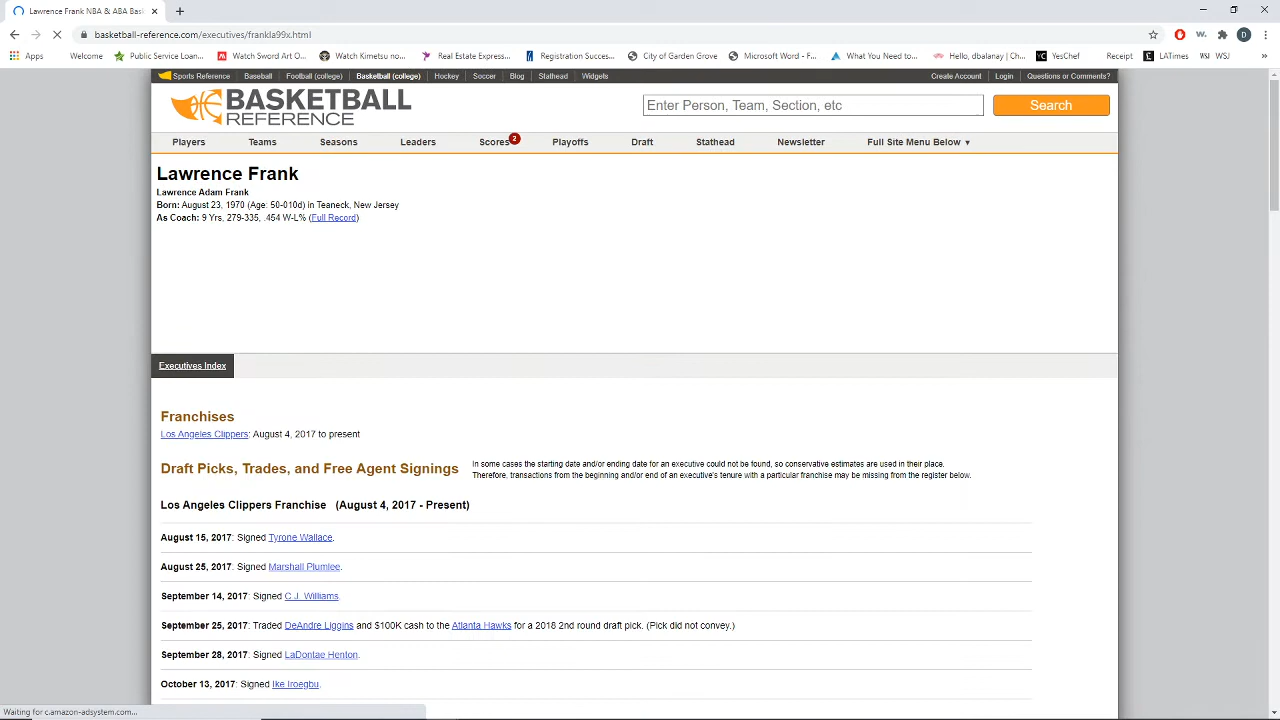 Lawrence Frank NBA & ABA Bas
basketball-reference.com/executives/frankla99x.html
D
Apps Welcome Public Service Loan... Watch Sword Art O... Watch Kimetsu no... Real Estate Express... Registration Succes... City of Garden Grove Microsoft Word - F... What You Need to... Hello, dbalanay | Ch... YC YesChef Receipt L LATimes WSJ WSJ »
Sports Reference Baseball Football (college) Basketball (college) Hockey Soccer Blog Stathead Widgets Create Account Login Questions or Comments?
BASKETBALL
REFERENCE
Enter Person, Team, Section, etc Search
Players Teams Seasons Leaders Scores 2 Playoffs Draft Stathead Newsletter Full Site Menu Below ▼
Lawrence Frank
Lawrence Adam Frank
Born: August 23, 1970 (Age: 50-010d) in Teaneck, New Jersey
As Coach: 9 Yrs, 279-335, .454 W-L% (Full Record)
Executives Index
Franchises
Los Angeles Clippers: August 4, 2017 to present
Draft Picks, Trades, and Free Agent Signings
In some cases the starting date and/or ending date for an executive could not be found, so conservative estimates are used in their place.
Therefore, transactions from the beginning and/or end of an executive's tenure with a particular franchise may be missing from the register below.
Los Angeles Clippers Franchise (August 4, 2017 - Present)
August 15, 2017: Signed Tyrone Wallace.
August 25, 2017: Signed Marshall Plumlee.
September 14, 2017: Signed C.J. Williams.
September 25, 2017: Traded DeAndre Liggins and $100K cash to the Atlanta Hawks for a 2018 2nd round draft pick. (Pick did not convey.)
September 28, 2017: Signed LaDontae Henton.
October 13, 2017: Signed Ike Iroegbu.
Waiting for c.amazon-adsystem.com...